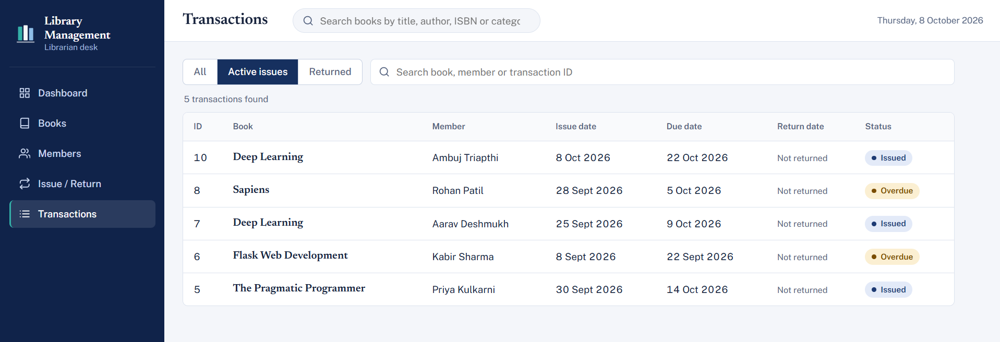 Library
Management
Librarian desk
Dashboard
Books
Members
Issue / Return
Transactions
Transactions
Search books by title, author, ISBN or categc
Thursday, 8 October 2026
All Active issues Returned
Search book, member or transaction ID
5 transactions found
ID Book Member Issue date Due date Return date Status
10 Deep Learning Ambuj Triapthi 8 Oct 2026 22 Oct 2026 Not returned Issued
8 Sapiens Rohan Patil 28 Sept 2026 5 Oct 2026 Not returned Overdue
7 Deep Learning Aarav Deshmukh 25 Sept 2026 9 Oct 2026 Not returned Issued
6 Flask Web Development Kabir Sharma 8 Sept 2026 22 Sept 2026 Not returned Overdue
5 The Pragmatic Programmer Priya Kulkarni 30 Sept 2026 14 Oct 2026 Not returned Issued